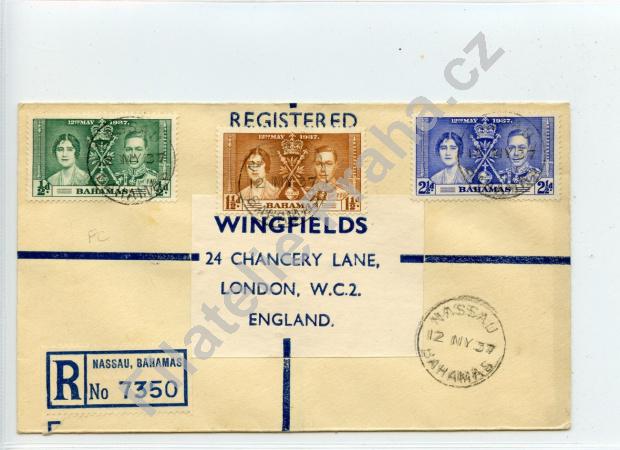 REGISTERED
12TH MAY 1937.
BAHAMAS
½d
½d
12TH MAY 1937.
BAHAMAS
1½d
1½d
12TH MAY 1937.
BAHAMAS
2½d
2½d
WINGFIELDS
24 CHANCERY LANE,
LONDON, W.C.2.
ENGLAND.
FC
NASSAU
12 MY 37
BAHAMAS
R
NASSAU, BAHAMAS
No 7350
Filatelie-praha.cz